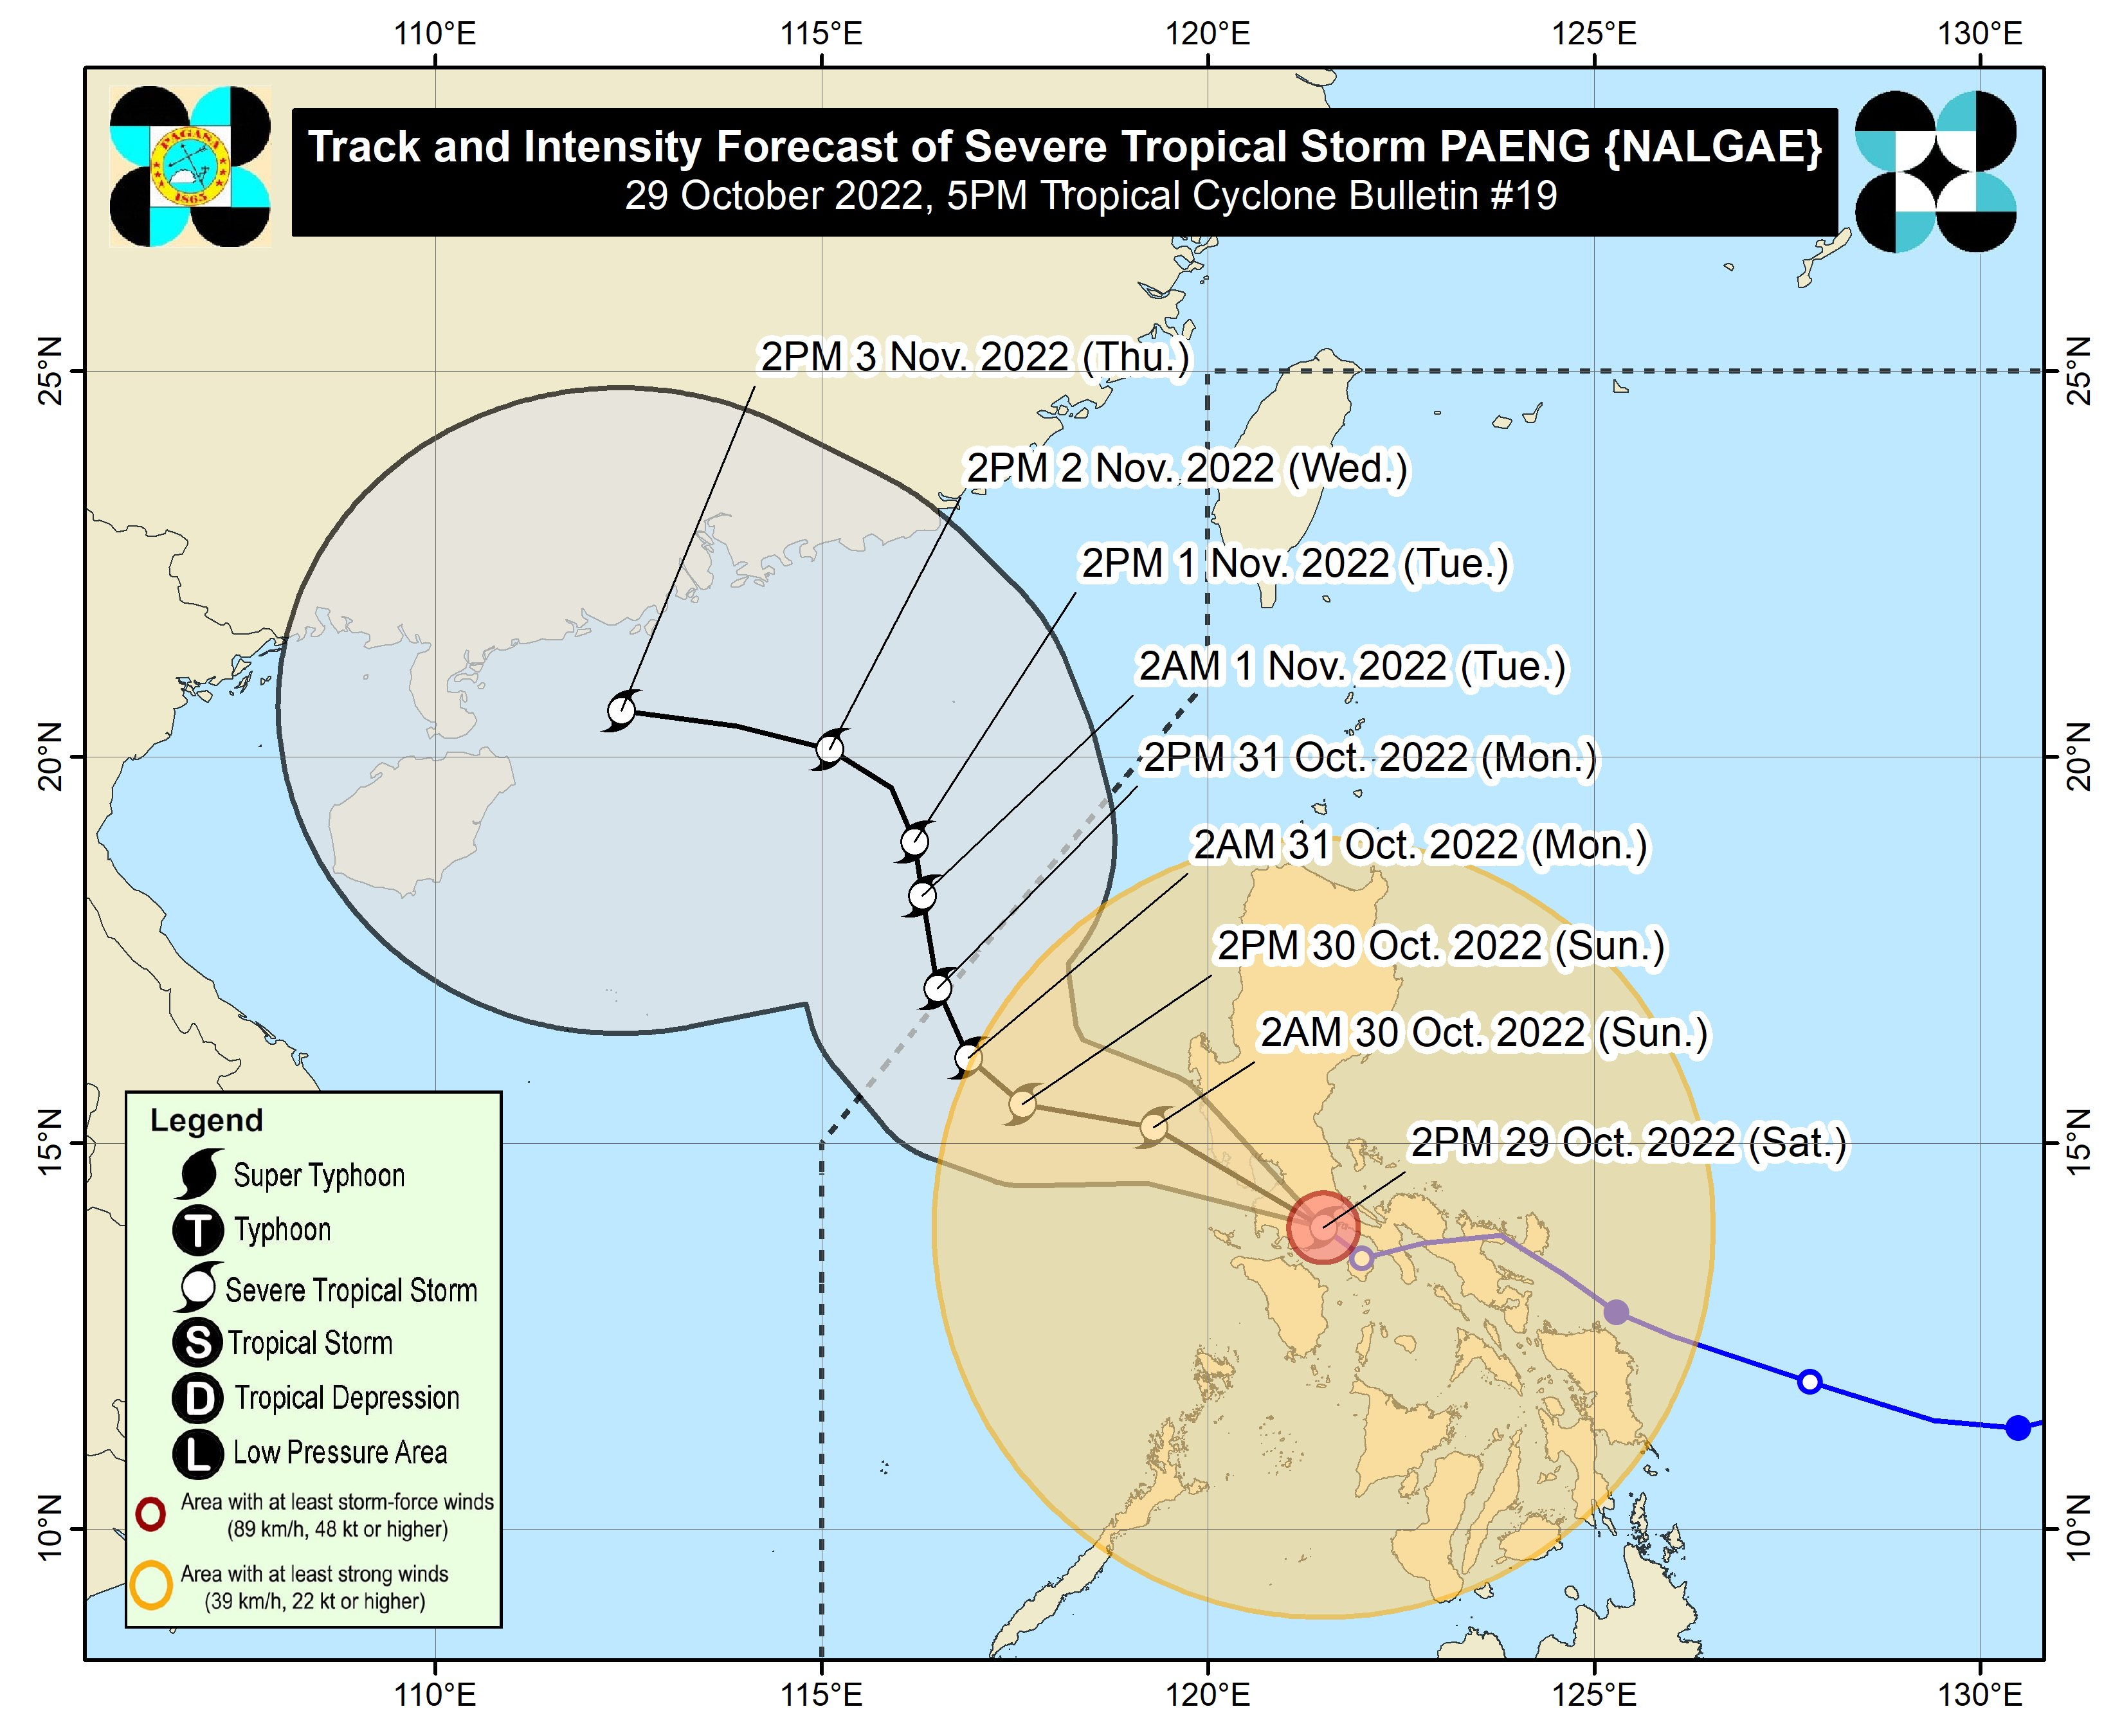 110°E 115°E 120°E 125°E 130°E
PAGASA
1865
Track and Intensity Forecast of Severe Tropical Storm PAENG {NALGAE}
29 October 2022, 5PM Tropical Cyclone Bulletin #19
25°N
25°N
2PM 3 Nov. 2022 (Thu.)
2PM 2 Nov. 2022 (Wed.)
2PM 1 Nov. 2022 (Tue.)
2AM 1 Nov. 2022 (Tue.)
20°N
20°N
2PM 31 Oct. 2022 (Mon.)
2AM 31 Oct. 2022 (Mon.)
2PM 30 Oct. 2022 (Sun.)
2AM 30 Oct. 2022 (Sun.)
15°N
15°N
2PM 29 Oct. 2022 (Sat.)
Legend
Super Typhoon
T Typhoon
Severe Tropical Storm
S Tropical Storm
D Tropical Depression
L Low Pressure Area
Area with at least storm-force winds
(89 km/h, 48 kt or higher)
Area with at least strong winds
(39 km/h, 22 kt or higher)
10°N
10°N
110°E 115°E 120°E 125°E 130°E